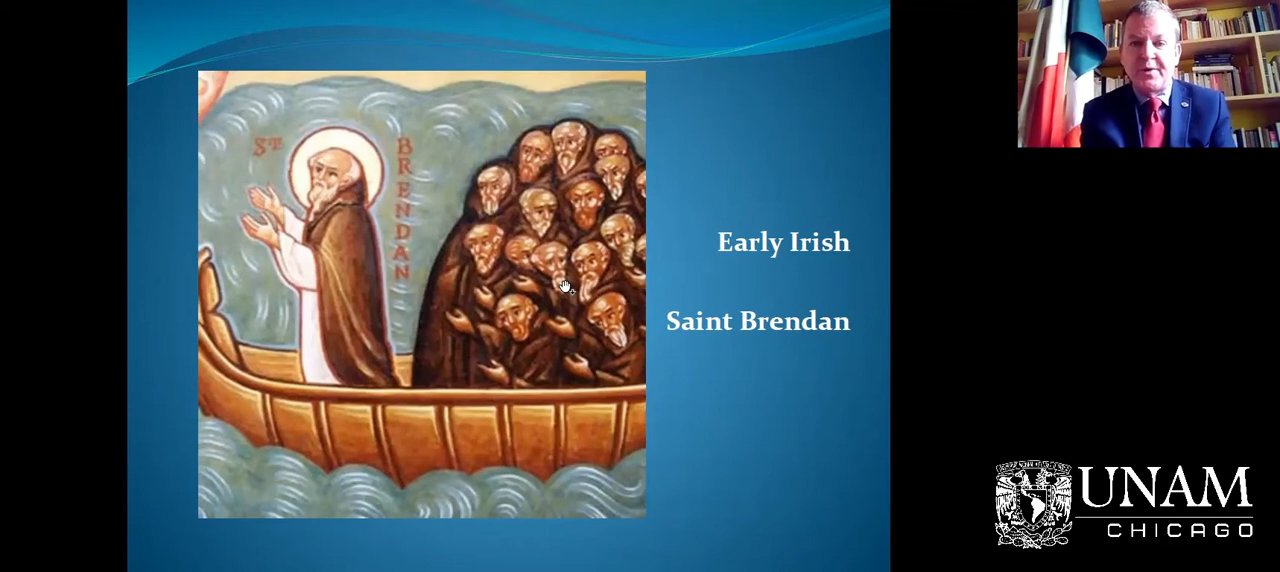 ST
BRENDAN
Early Irish
Saint Brendan
UNAM
CHICAGO